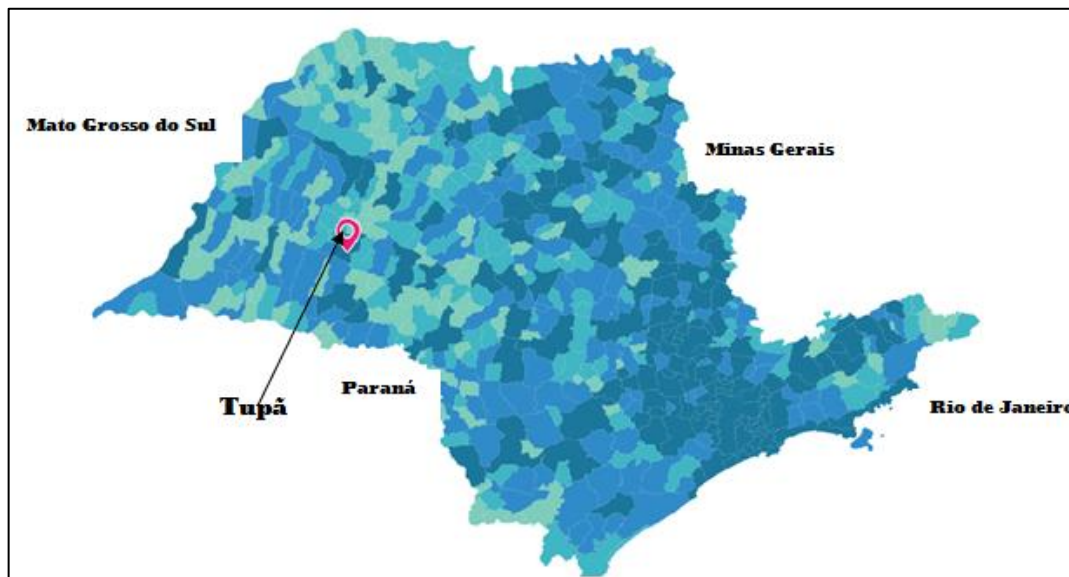 Mato Grosso do Sul
Minas Gerais
Paraná
Tupã
Rio de Janeiro